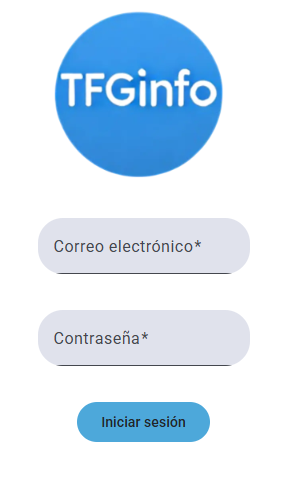 TFGinfo
Correo electrónico*
Contraseña*
Iniciar sesión